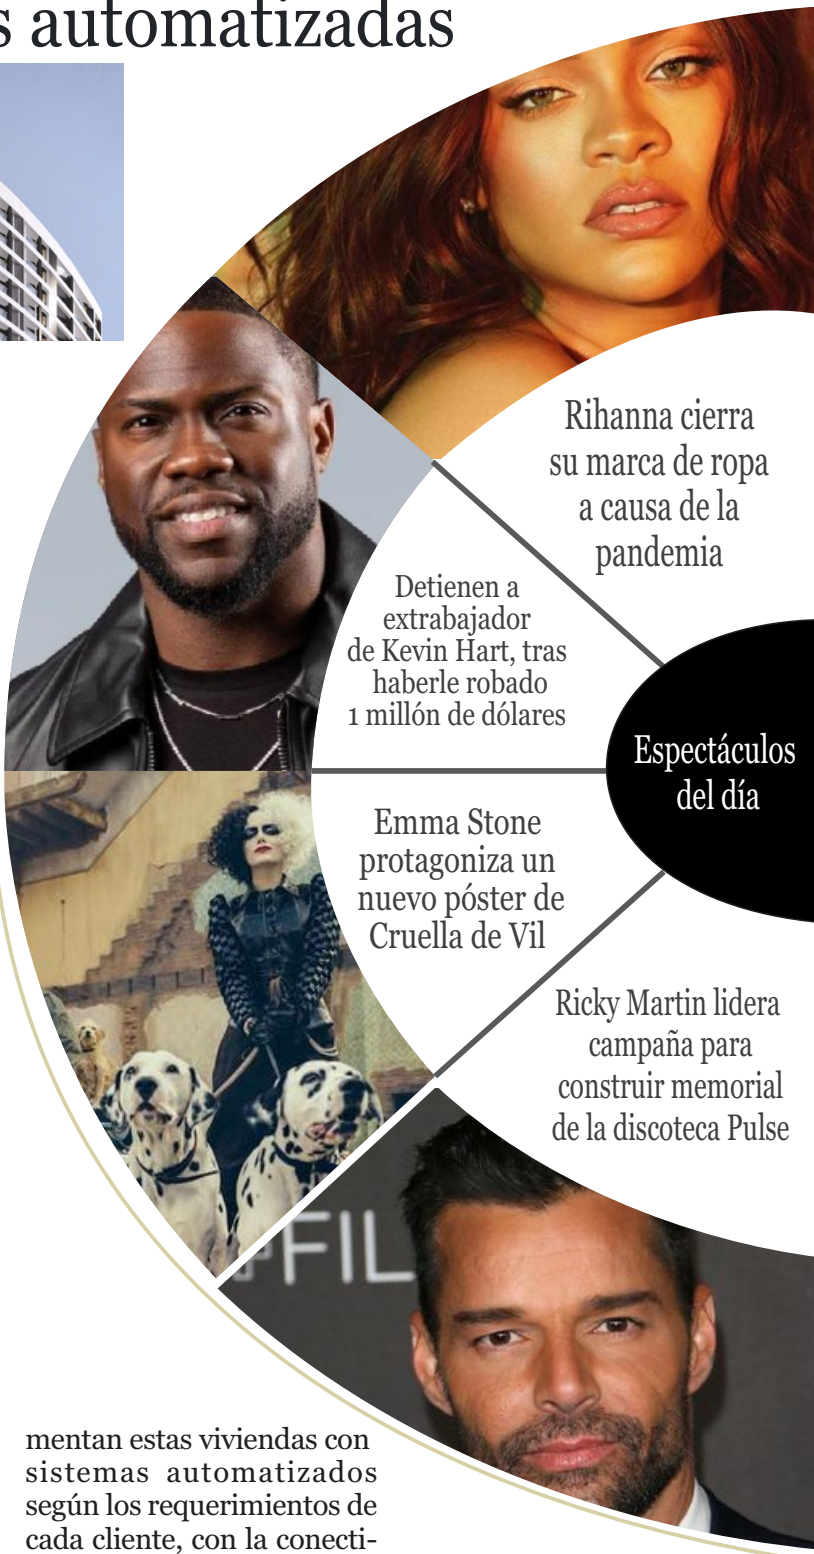 s automatizadas
Rihanna cierra
su marca de ropa
a causa de la
pandemia
Detienen a
extrabajador
de Kevin Hart, tras
haberle robado
1 millón de dólares
Espectáculos
del día
Emma Stone
protagoniza un
nuevo póster de
Cruella de Vil
Ricky Martin lidera
campaña para
construir memorial
de la discoteca Pulse
FIL
mentan estas viviendas con
sistemas automatizados
según los requerimientos de
cada cliente, con la conecti-